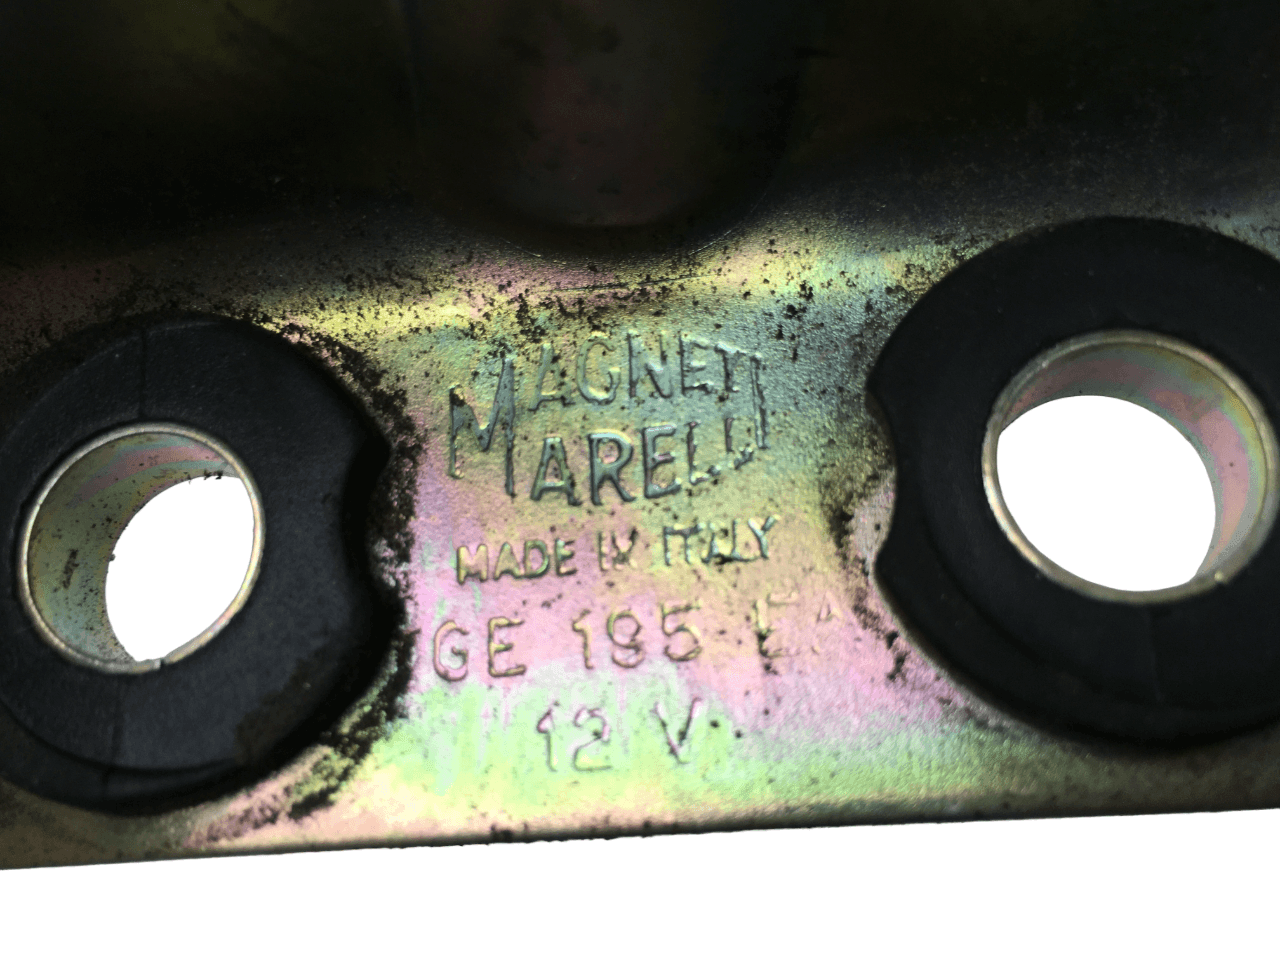 MAGNETI
MARELLI
MADE IN ITALY
GE 195
12 V